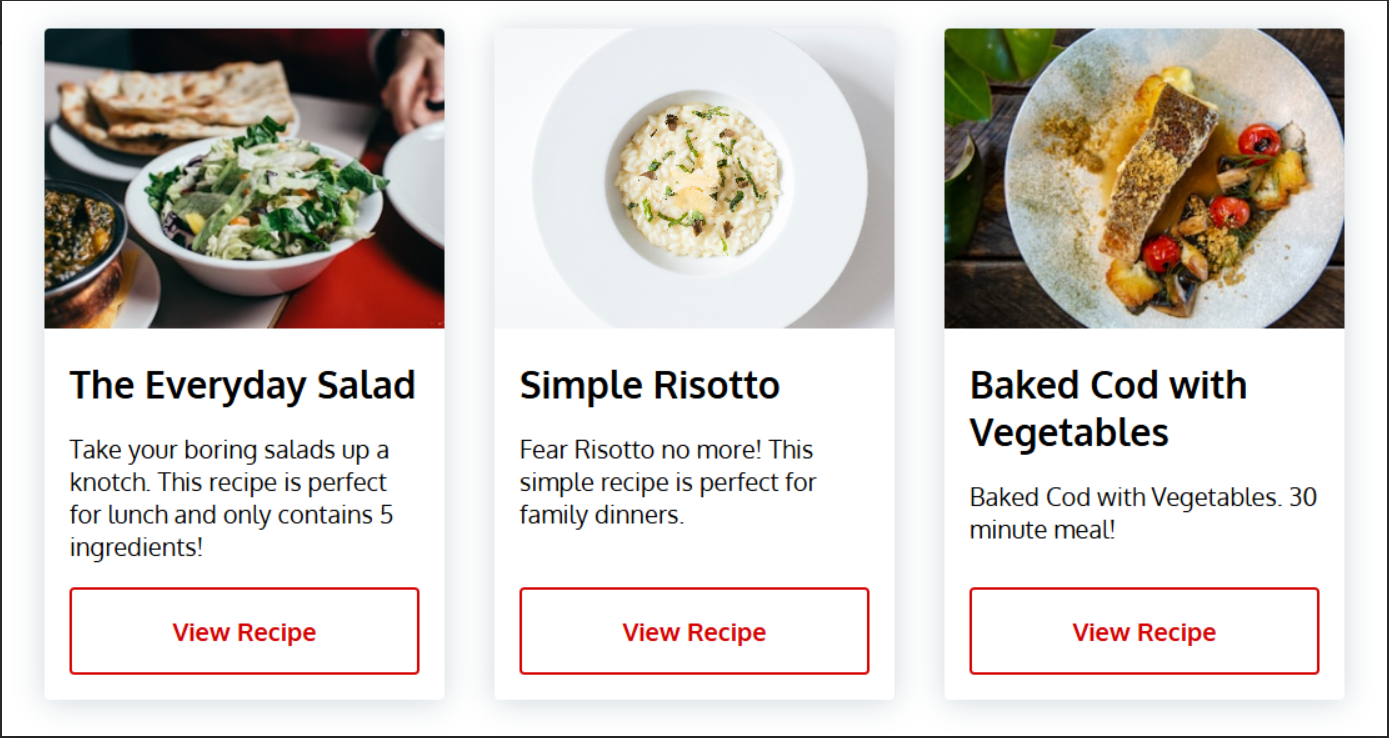 The Everyday Salad
Take your boring salads up a
knotch. This recipe is perfect
for lunch and only contains 5
ingredients!
View Recipe
Simple Risotto
Fear Risotto no more! This
simple recipe is perfect for
family dinners.
View Recipe
Baked Cod with
Vegetables
Baked Cod with Vegetables. 30
minute meal!
View Recipe